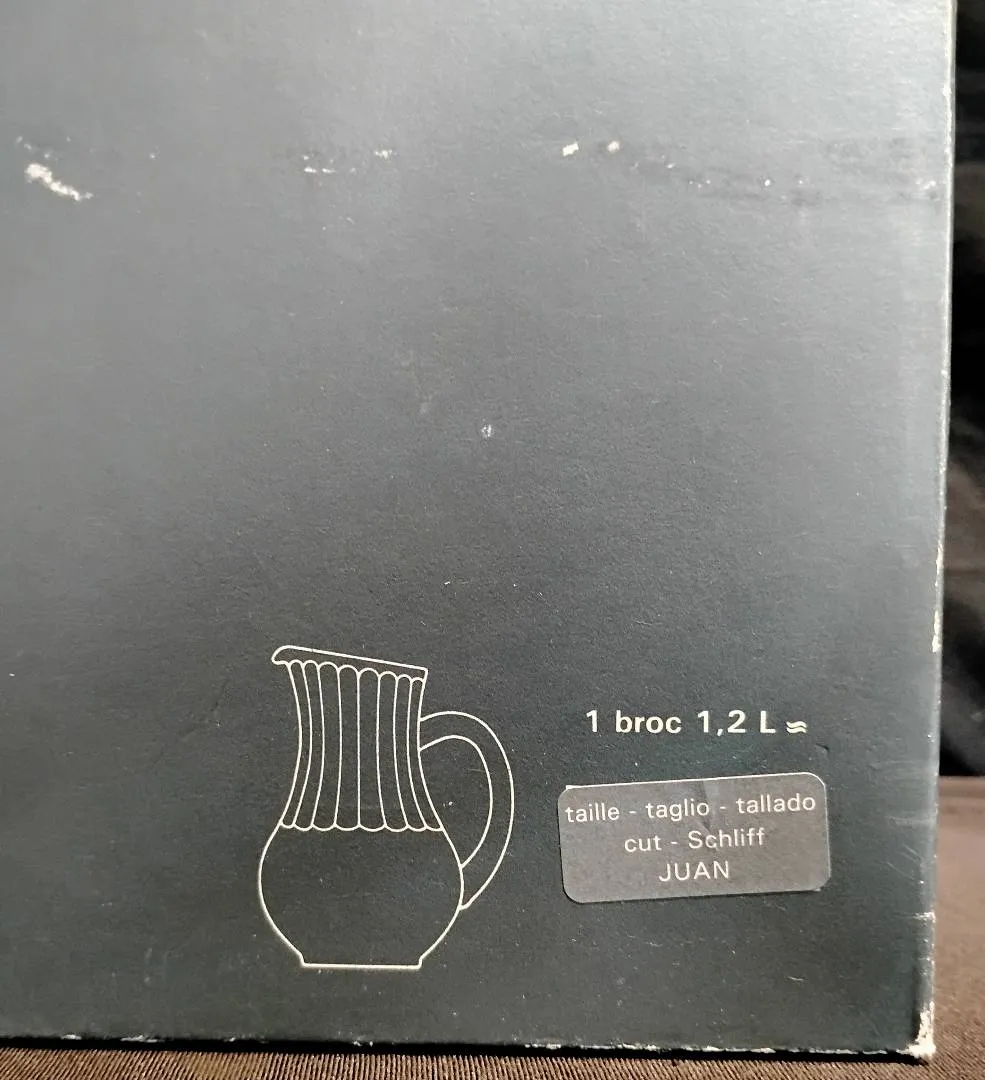 1 broc 1,2 L ≈
taille - taglio - tallado
cut - Schliff
JUAN